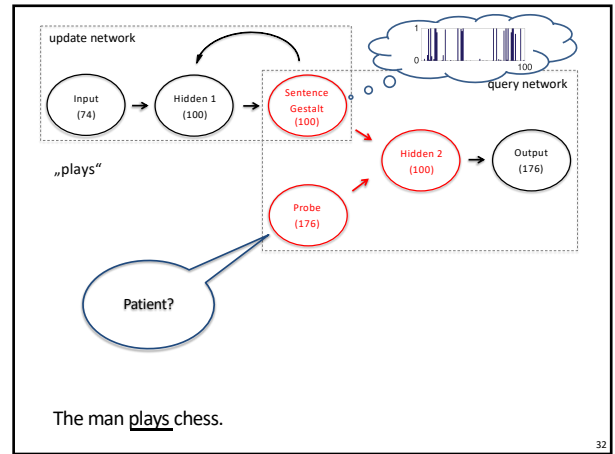 update network
1
0
100
query network
Input
(74)
Hidden 1
(100)
Sentence
Gestalt
(100)
Hidden 2
(100)
Output
(176)
„plays“
Probe
(176)
Patient?
The man plays chess.
32